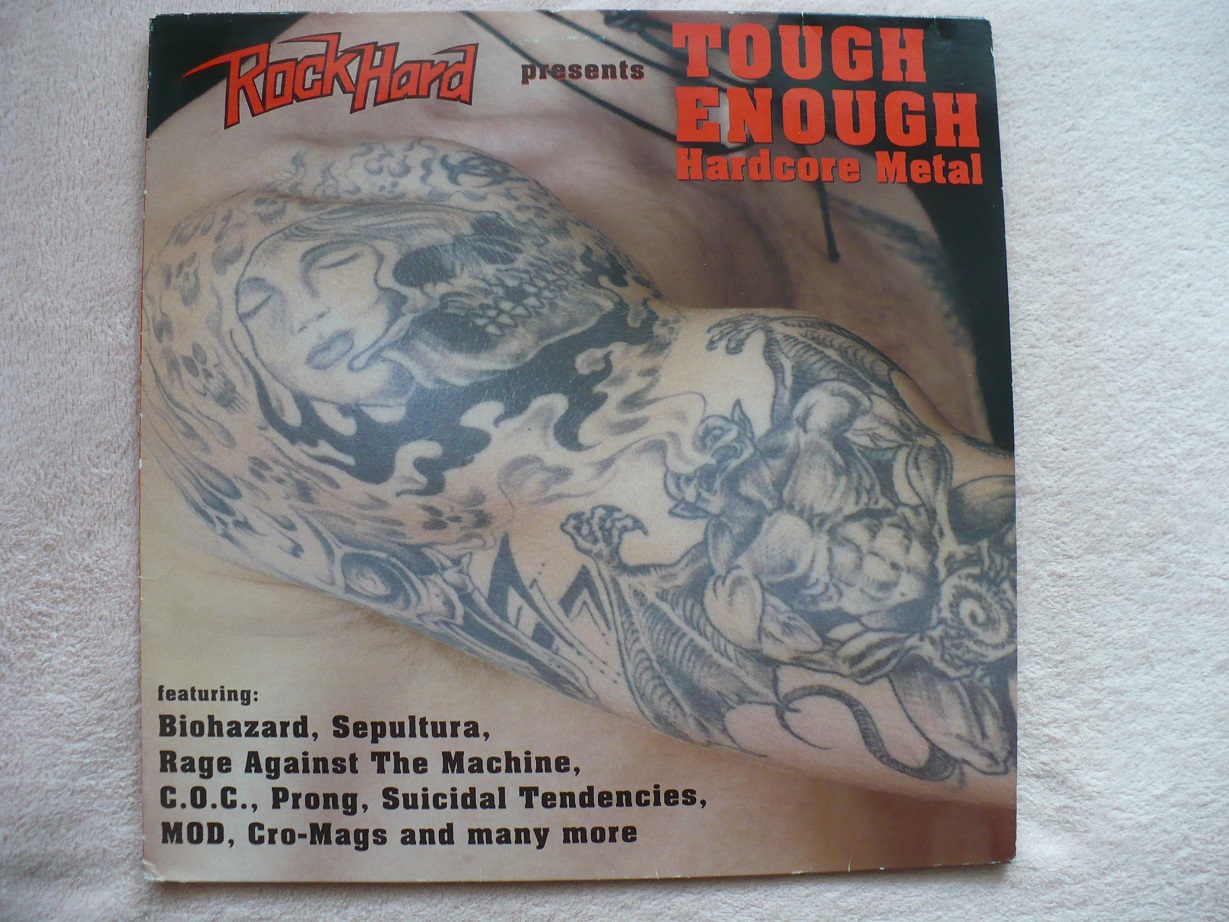 RockHard
presents
TOUGH
ENOUGH
Hardcore Metal
featuring:
Biohazard, Sepultura,
Rage Against The Machine,
C.O.C., Prong, Suicidal Tendencies,
MOD, Cro-Mags and many more